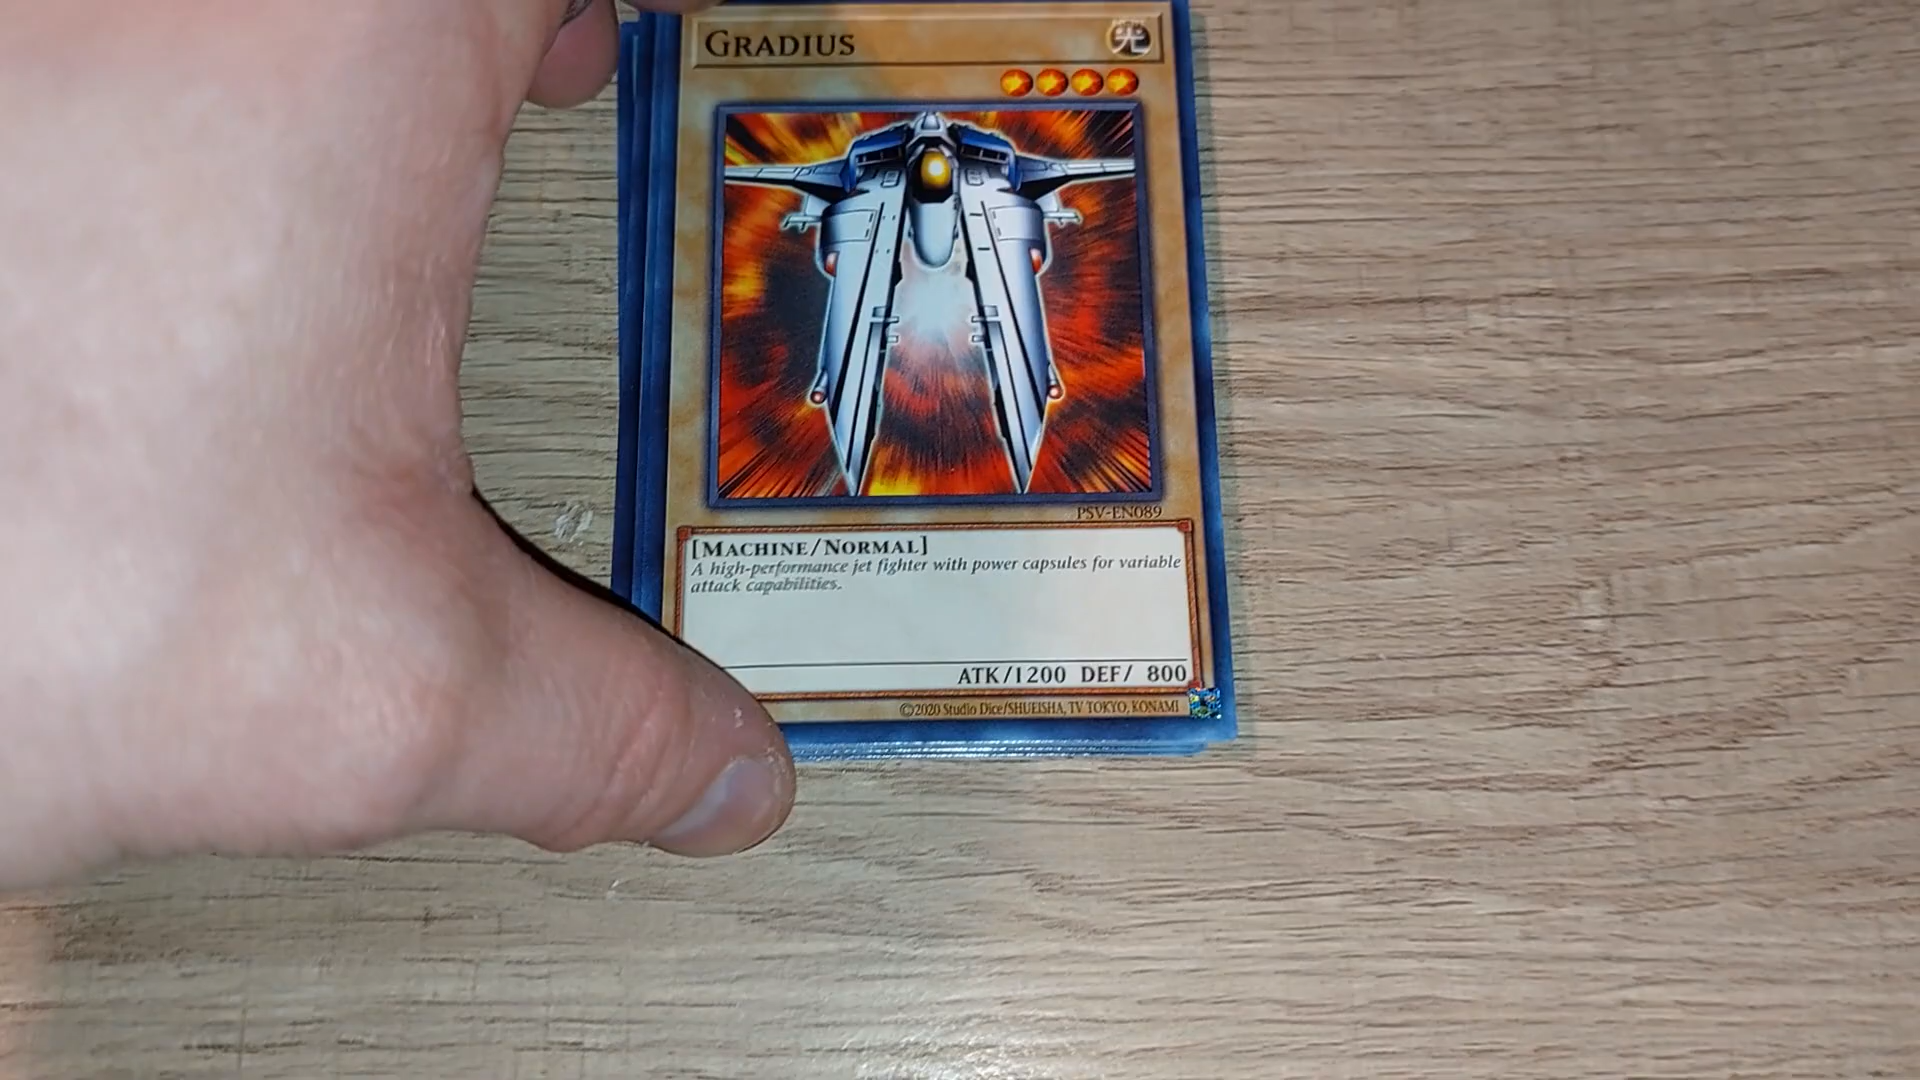 GRADIUS
光
PSV-EN089
[MACHINE/NORMAL]
A high-performance jet fighter with power capsules for variable
attack capabilities.
ATK/1200 DEF/ 800
©2020 Studio Dice/SHUEISHA, TV TOKYO, KONAMI